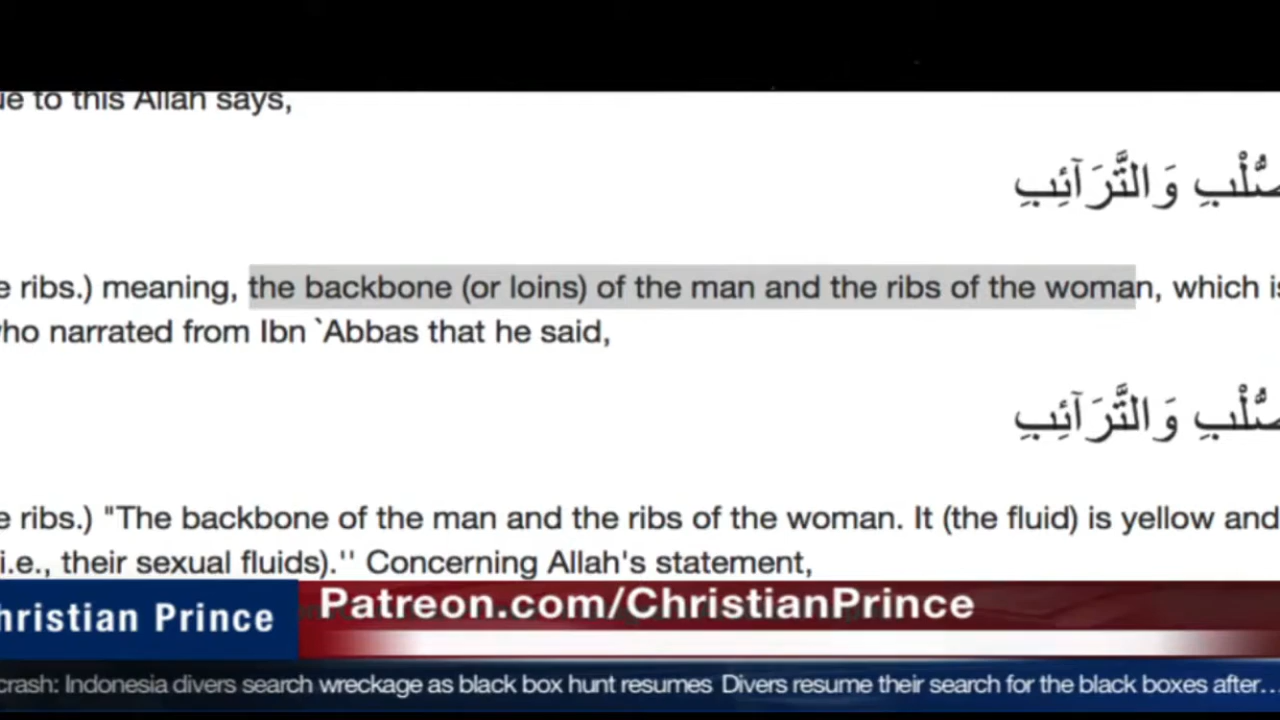 ue to this Allah says,
صُّلْبِ وَالتَّرَآئِبِ
e ribs.) meaning, the backbone (or loins) of the man and the ribs of the woman, which is
who narrated from Ibn `Abbas that he said,
صُّلْبِ وَالتَّرَآئِبِ
e ribs.) "The backbone of the man and the ribs of the woman. It (the fluid) is yellow and
i.e., their sexual fluids).'' Concerning Allah's statement,
hristian Prince
Patreon.com/ChristianPrince
crash: Indonesia divers search wreckage as black box hunt resumes Divers resume their search for the black boxes after...